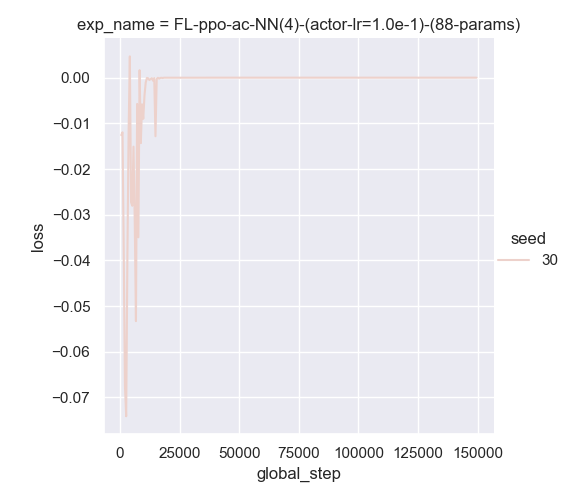 exp_name = FL-ppo-ac-NN(4)-(actor-lr=1.0e-1)-(88-params)
0.00
−0.01
−0.02
−0.03
−0.04
−0.05
−0.06
−0.07
loss
seed
30
0 25000 50000 75000 100000 125000 150000
global_step